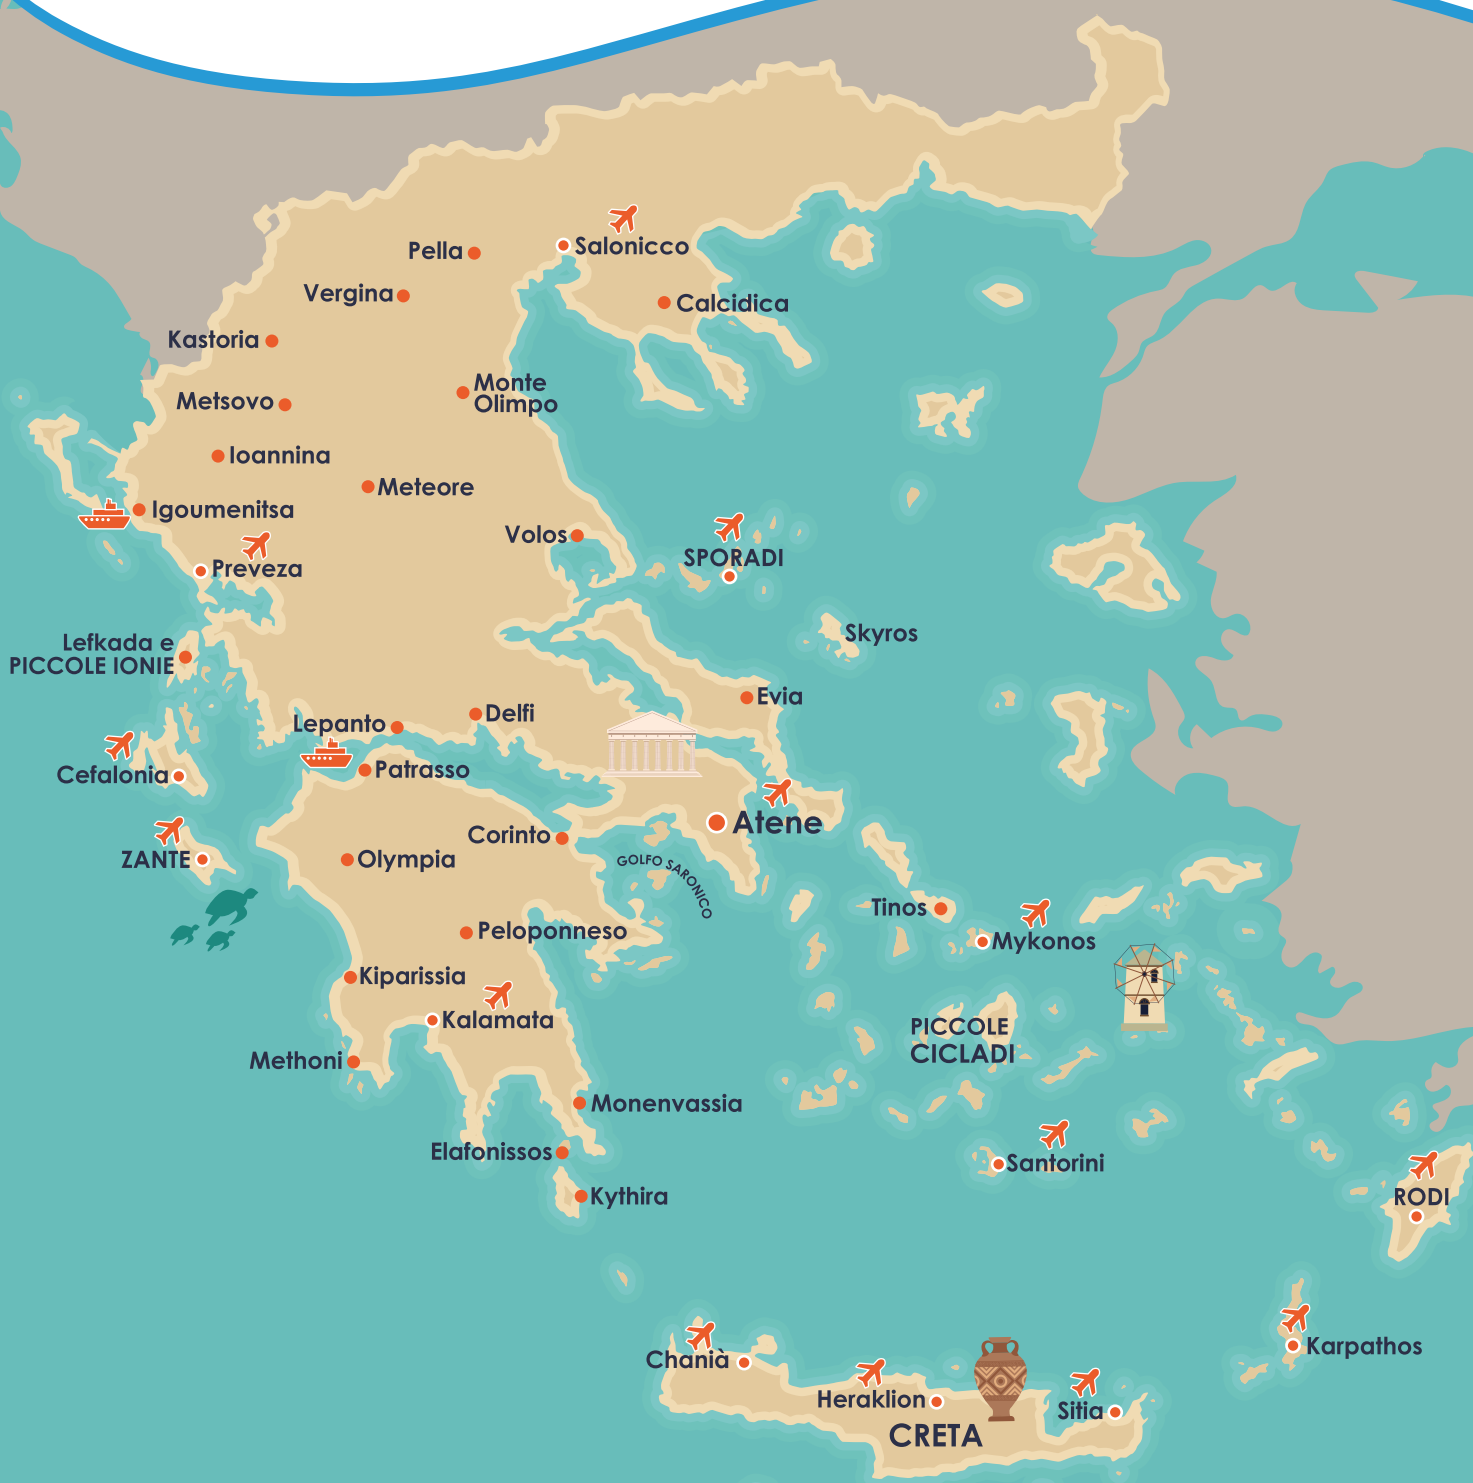 Salonicco
Pella
Vergina
Calcidica
Kastoria
Monte
Olimpo
Metsovo
Ioannina
Meteore
Igoumenitsa
Volos
SPORADI
Preveza
Skyros
Lefkada e
PICCOLE IONIE
Evia
Delfi
Lepanto
Patrasso
Cefalonia
Atene
Corinto
ZANTE
Olympia
GOLFO SARONICO
Tinos
Peloponneso
Mykonos
Kiparissia
Kalamata
PICCOLE
CICLADI
Methoni
Monenvassia
Elafonissos
Santorini
Kythira
RODI
Karpathos
Chanià
Heraklion
Sitia
CRETA